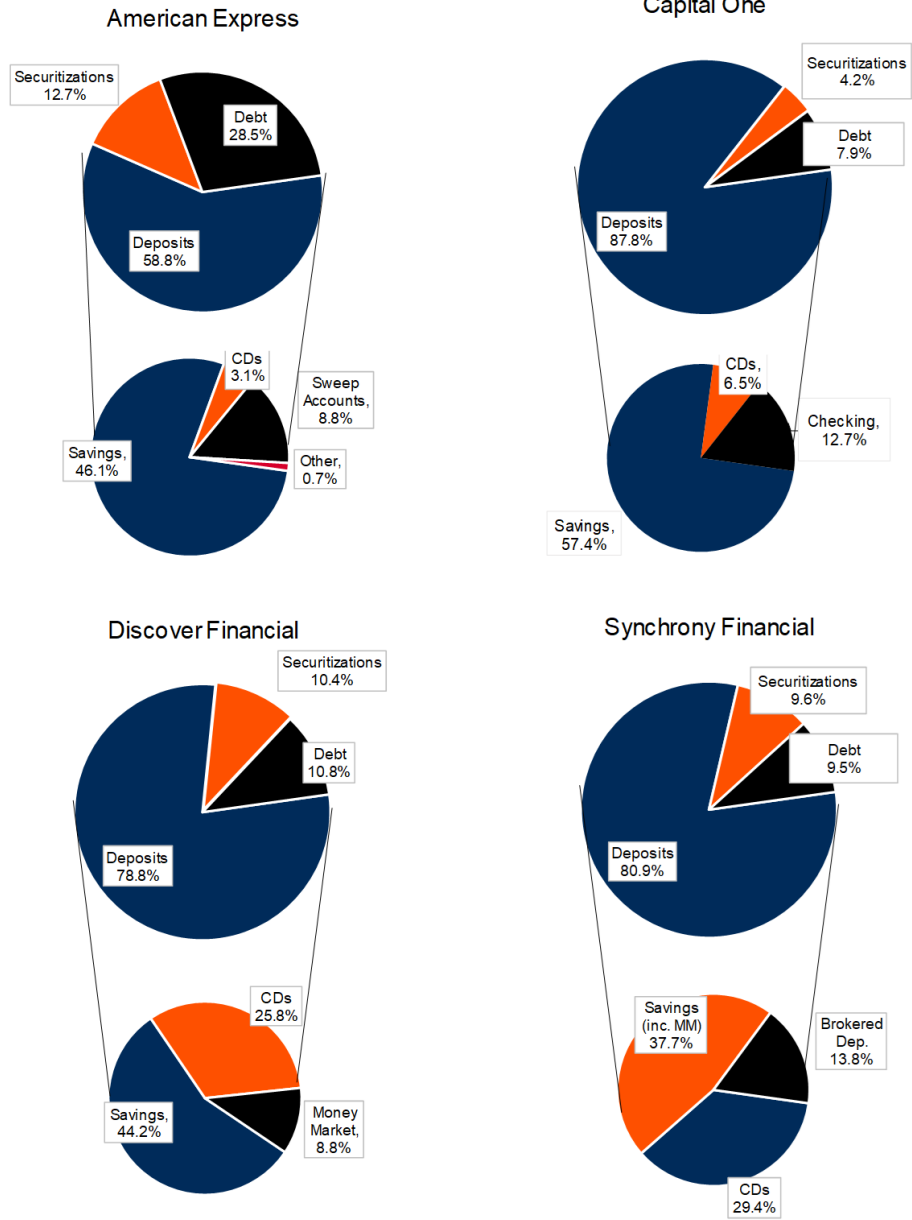 American Express
Securitizations
12.7%
Debt
28.5%
Deposits
58.8%
CDs
3.1%
Sweep
Accounts,
8.8%
Savings,
46.1%
Other,
0.7%
Capital One
Securitizations
4.2%
Debt
7.9%
Deposits
87.8%
CDs,
6.5%
Checking,
12.7%
Savings,
57.4%
Discover Financial
Securitizations
10.4%
Debt
10.8%
Deposits
78.8%
CDs
25.8%
Savings,
44.2%
Money
Market,
8.8%
Synchrony Financial
Securitizations
9.6%
Debt
9.5%
Deposits
80.9%
Savings
(inc. MM)
37.7%
Brokered
Dep.
13.8%
CDs
29.4%